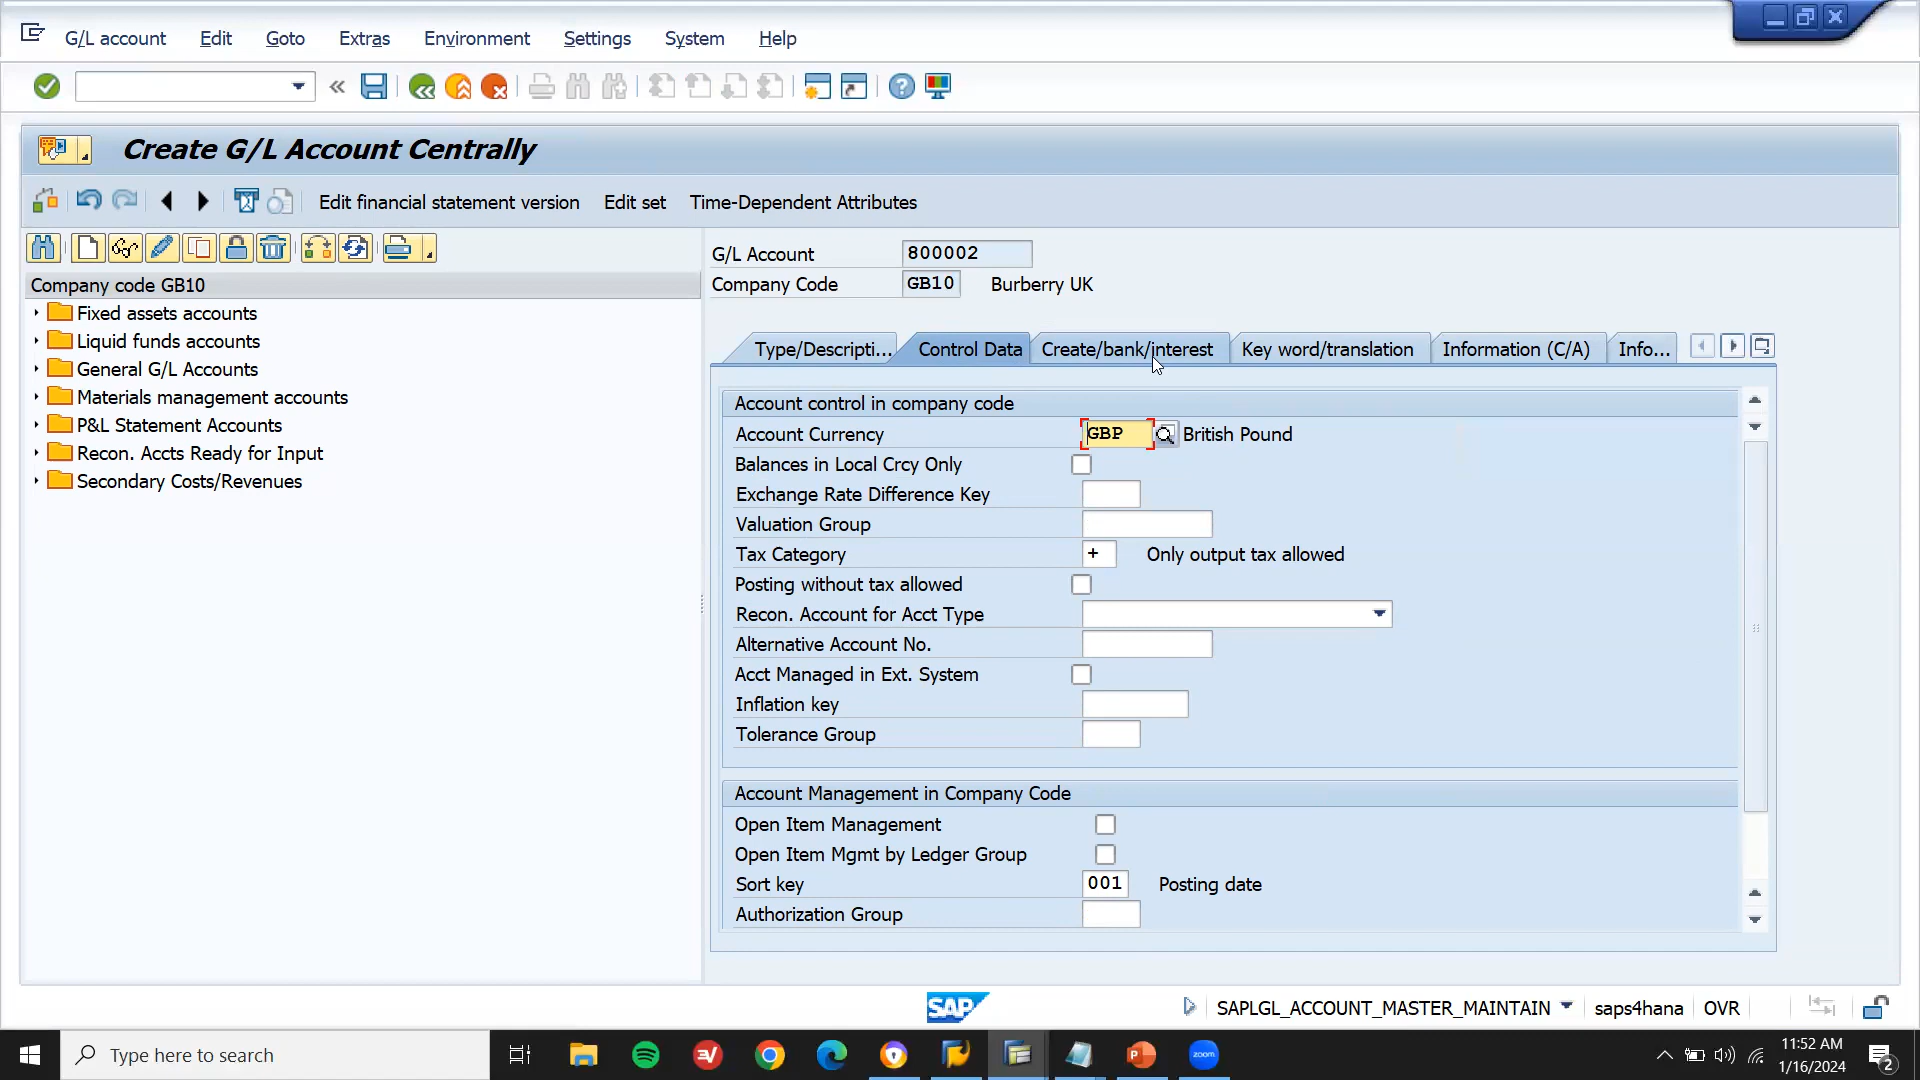 G/L account Edit Goto Extras Environment Settings System Help
Create G/L Account Centrally
Edit financial statement version Edit set Time-Dependent Attributes
Company code GB10
Fixed assets accounts
Liquid funds accounts
General G/L Accounts
Materials management accounts
P&L Statement Accounts
Recon. Accts Ready for Input
Secondary Costs/Revenues
G/L Account 800002
Company Code GB10 Burberry UK
Type/Descripti... Control Data Create/bank/interest Key word/translation Information (C/A) Info...
Account control in company code
Account Currency GBP British Pound
Balances in Local Crcy Only
Exchange Rate Difference Key
Valuation Group
Tax Category + Only output tax allowed
Posting without tax allowed
Recon. Account for Acct Type
Alternative Account No.
Acct Managed in Ext. System
Inflation key
Tolerance Group
Account Management in Company Code
Open Item Management
Open Item Mgmt by Ledger Group
Sort key 001 Posting date
Authorization Group
SAP SAPLGL_ACCOUNT_MASTER_MAINTAIN saps4hana OVR
Type here to search
zoom
11:52 AM
1/16/2024
2